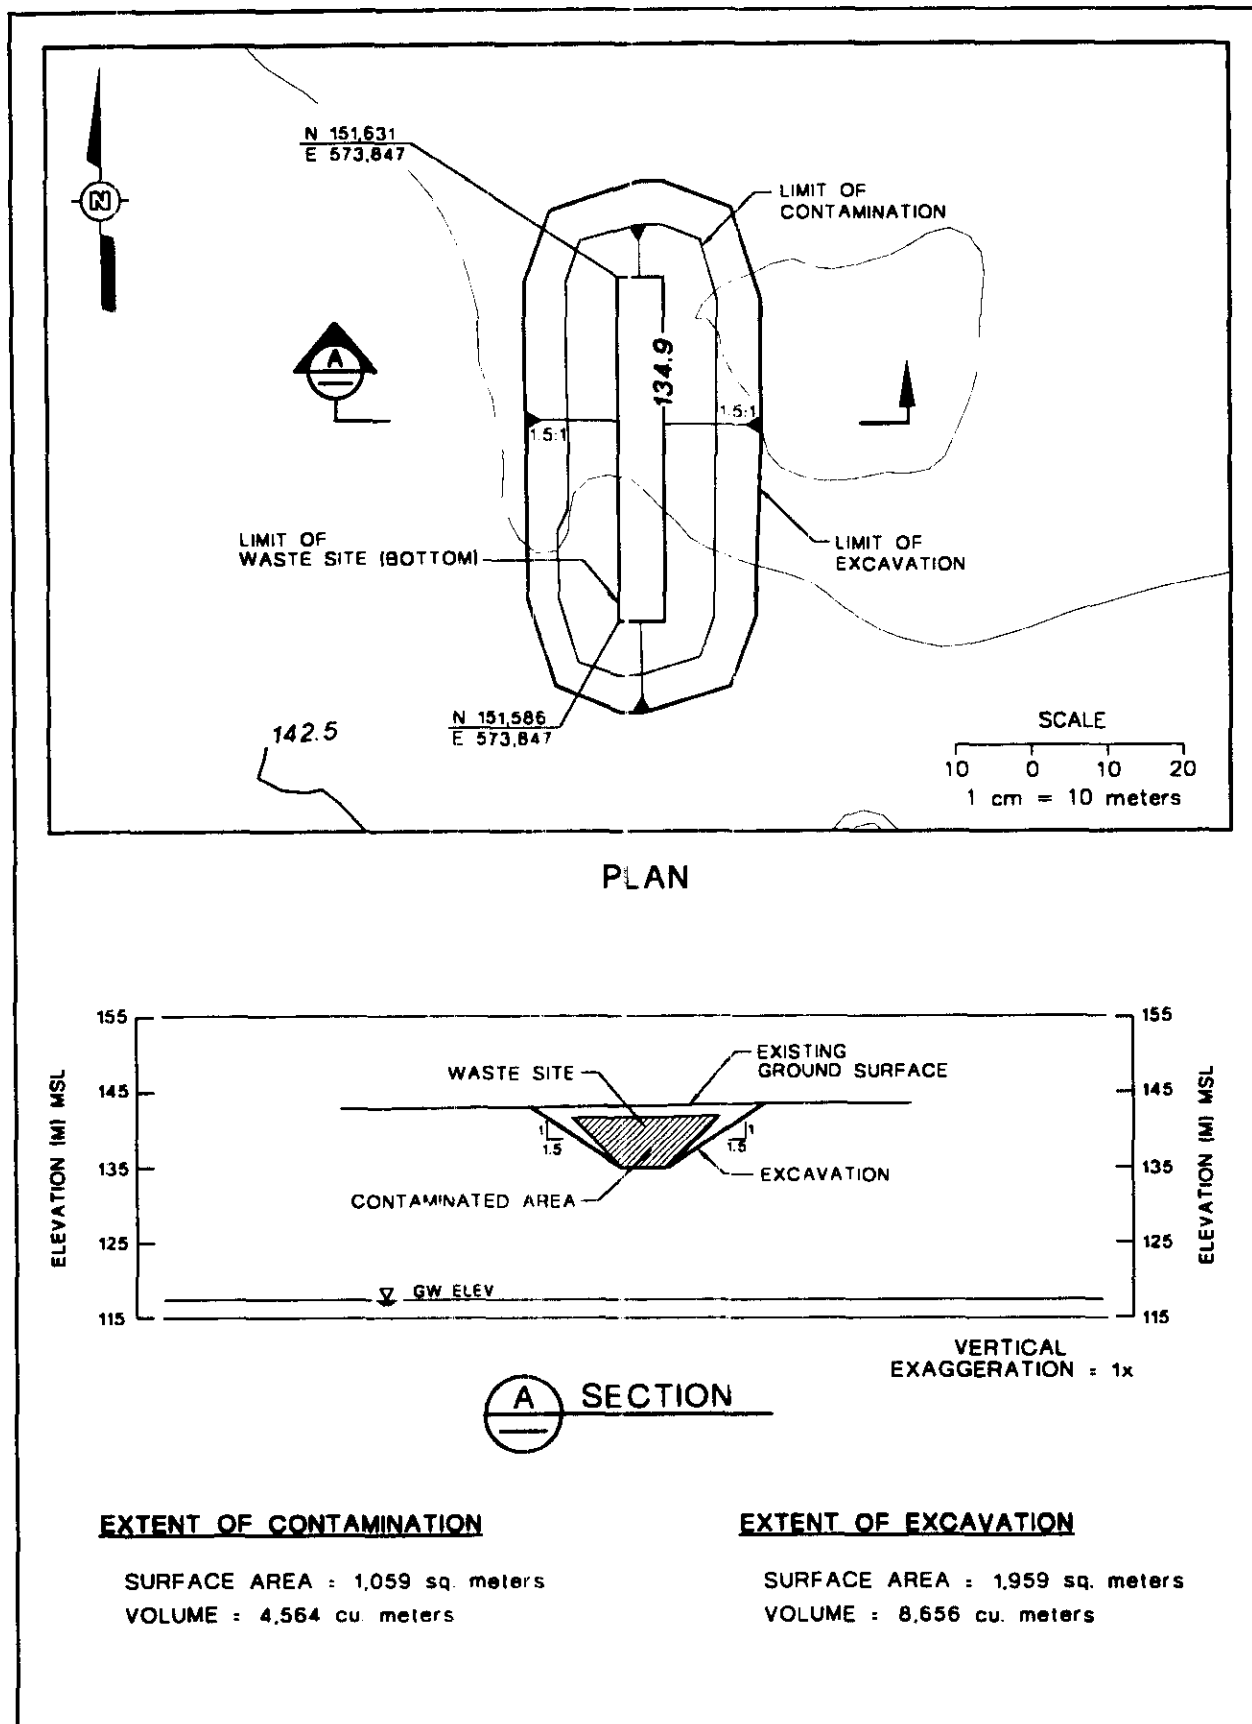 N 151,631
E 573,847
LIMIT OF
CONTAMINATION
N
A
134.9
1.5:1
1.5:1
LIMIT OF
WASTE SITE (BOTTOM)
LIMIT OF
EXCAVATION
N 151,586
E 573,847
142.5
SCALE
10 0 10 20
1 cm = 10 meters
PLAN
155
155
EXISTING
GROUND SURFACE
WASTE SITE
145
145
1
1.5
1
1.5
135
135
EXCAVATION
CONTAMINATED AREA
125
125
GW ELEV
115
115
ELEVATION (M) MSL
ELEVATION (M) MSL
VERTICAL
EXAGGERATION = 1x
A SECTION
EXTENT OF CONTAMINATION
SURFACE AREA = 1,059 sq. meters
VOLUME = 4,564 cu. meters
EXTENT OF EXCAVATION
SURFACE AREA = 1,959 sq. meters
VOLUME = 8,656 cu. meters